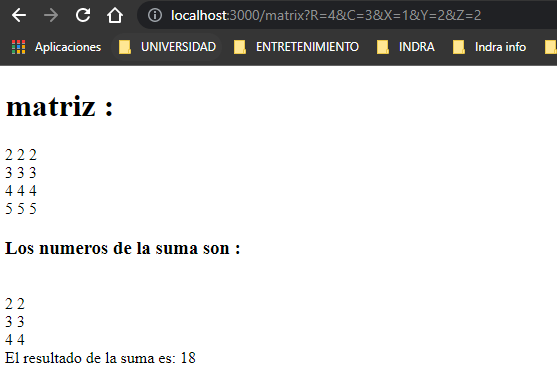 localhost:3000/matrix?R=4&C=3&X=1&Y=2&Z=2
Aplicaciones UNIVERSIDAD ENTRETENIMIENTO INDRA Indra info
matriz :
2 2 2
3 3 3
4 4 4
5 5 5
Los numeros de la suma son :
2 2
3 3
4 4
El resultado de la suma es: 18